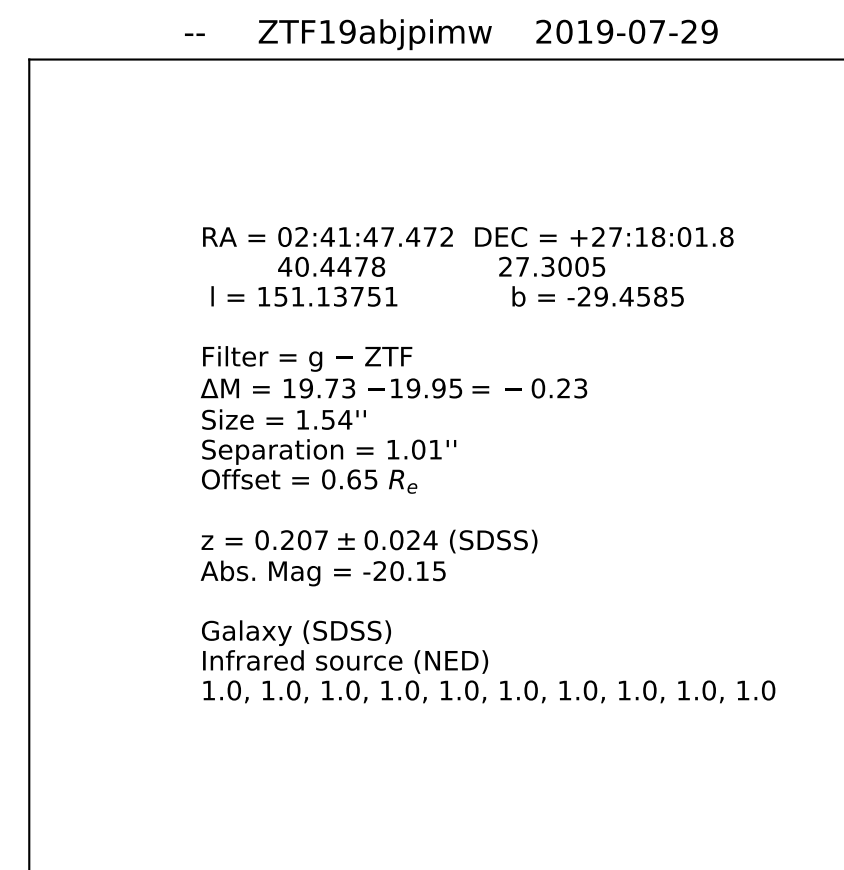 -- ZTF19abjpimw 2019-07-29
RA = 02:41:47.472 DEC = +27:18:01.8
40.4478 27.3005
l = 151.13751 b = -29.4585
Filter = g − ZTF
ΔM = 19.73 −19.95 = − 0.23
Size = 1.54''
Separation = 1.01''
Offset = 0.65 Re
z = 0.207 ± 0.024 (SDSS)
Abs. Mag = -20.15
Galaxy (SDSS)
Infrared source (NED)
1.0, 1.0, 1.0, 1.0, 1.0, 1.0, 1.0, 1.0, 1.0, 1.0